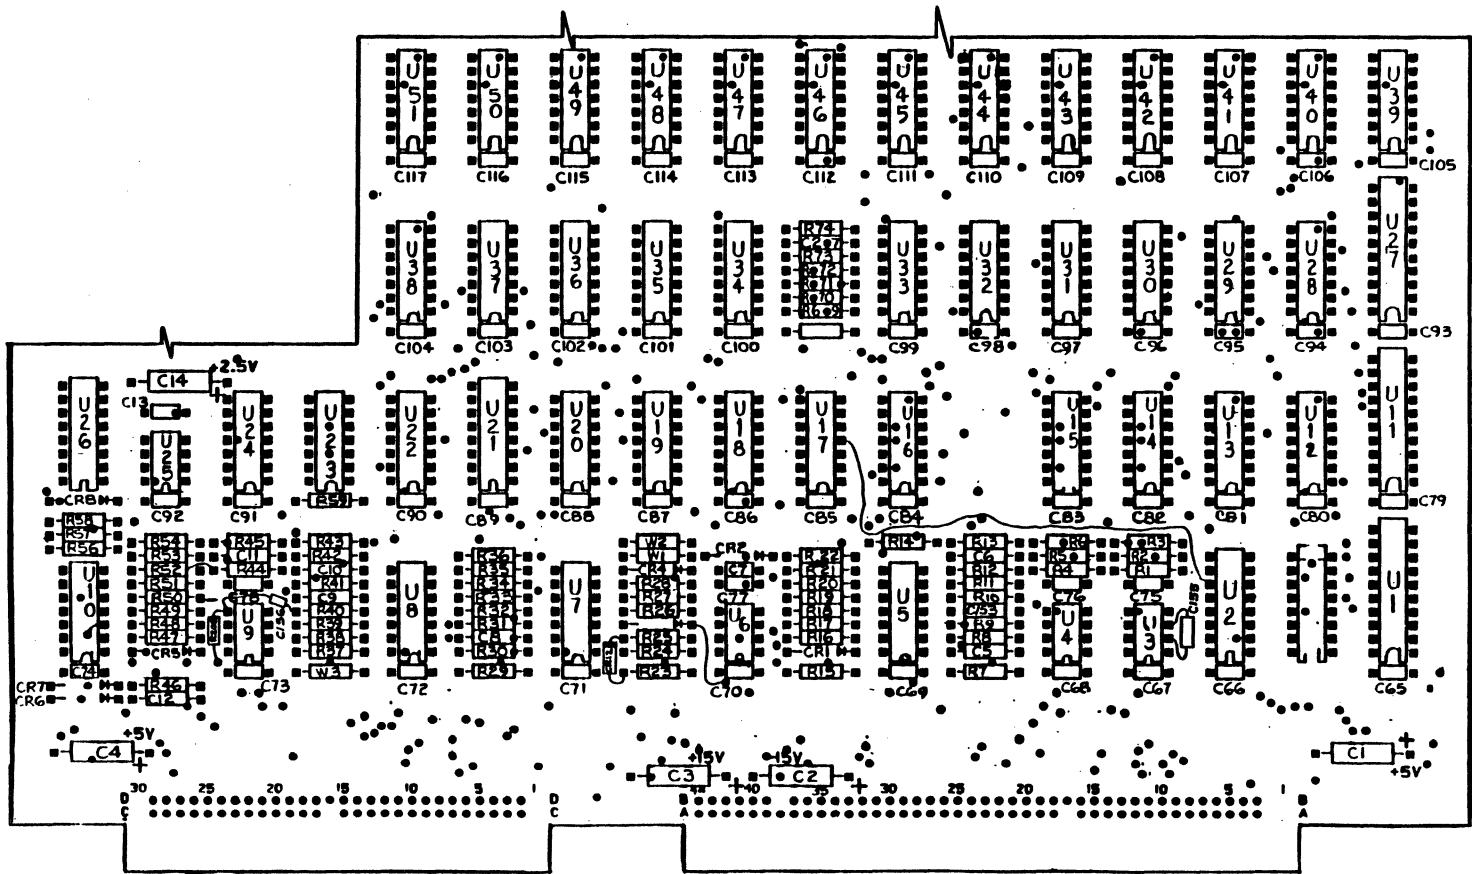 U51 U50 U49 U48 U47 U46 U45 U44 U43 U42 U41 U40 U39
C117 C116 C115 C114 C113 C112 C111 C110 C109 C108 C107 C106 C105
U38 U37 U36 U35 U34 U33 U32 U31 U30 U29 U28 U27
R74
C207
R73
R72
R71
R70
R69
C104 C103 C102 C101 C100 C99 C98 C97 C96 C95 C94 C93
C14 +2.5V
C13
U26 U25 U24 U23 U22 U21 U20 U19 U18 U17 U16 U15 U14 U13 U12 U11
CR8 R59 C79
C92 C91 C90 C89 C88 C87 C86 C85 C84 C83 C82 C81 C80
R58
R57
R56
R54 R45 R43 W2 R14 R13 R6 R3
R53 C11 R42 R36 W1 CR2 R22 C6 R5 R2
R52 R44 C10 R35 CR4 C7 R21 R12 R4 R1
R51 R41 R34 R28 R20 R11
R50 C78 C9 R33 R27 C77 R19 R10 C76 C75
R49 R40 R32 R26 R18 C153
R48 R39 R31 R17 R9
R47 R38 C8 R25 R16 R8
CR5 R37 R30 R24 CR1 C5
C156 C155
U10 U9 U8 U7 U6 U5 U4 U3 U2 U1
C74 W3 R29 R23 R15 R7
C73 C72 C71 C70 C69 C68 C67 C66 C65
CR7 R46
CR6 C12
+5V
C4 +
C3 +15V +
C2 -15V +
C1 +
+5V
D 30 25 20 15 10 5 1 D
C C
B 40 35 30 25 20 15 10 5 1 B
A A